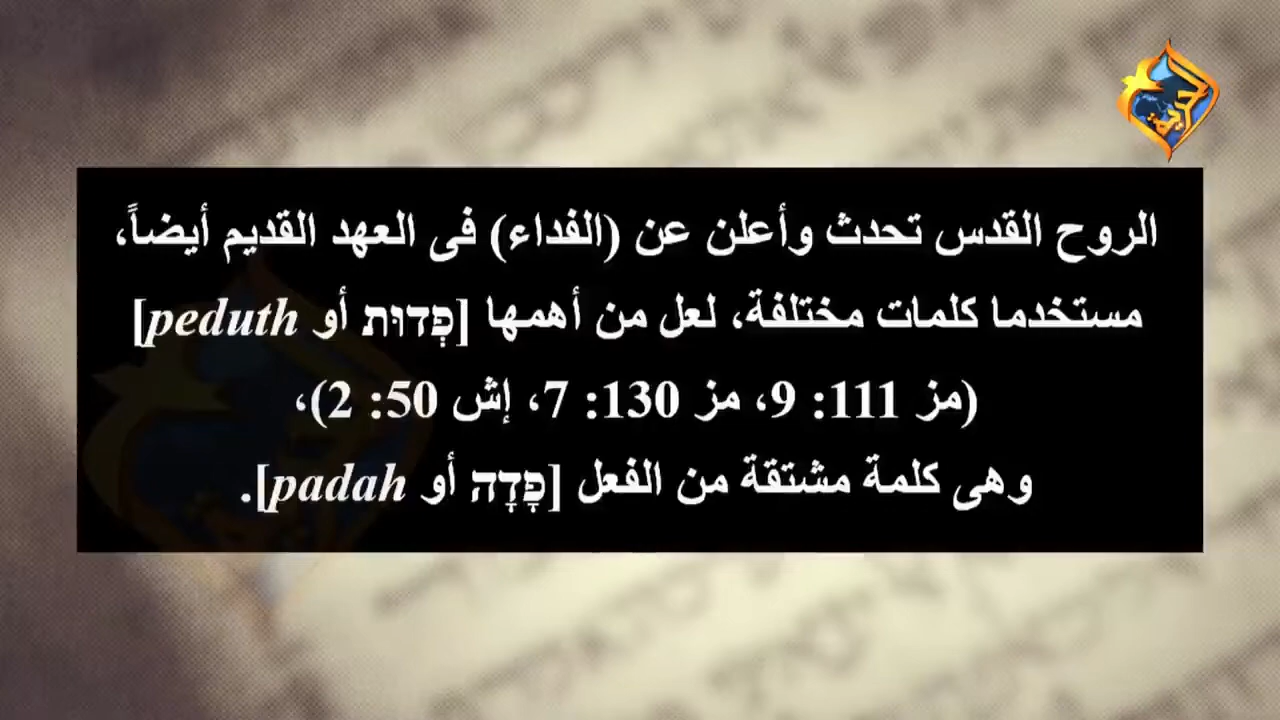 الحرية
الروح القدس تحدث وأعلن عن (الفداء) فى العهد القديم أيضاً،
مستخدما كلمات مختلفة، لعل من أهمها [פְּדוּת أو peduth]
(مز 111: 9، مز 130: 7، إش 50: 2)،
وهى كلمة مشتقة من الفعل [פָּדָה أو padah].